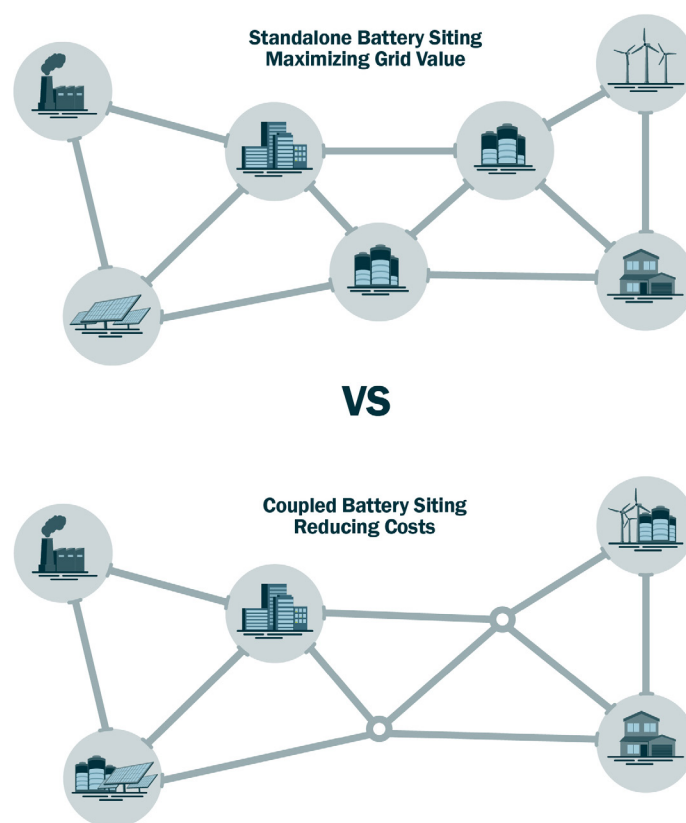 Standalone Battery Siting
Maximizing Grid Value
VS
Coupled Battery Siting
Reducing Costs